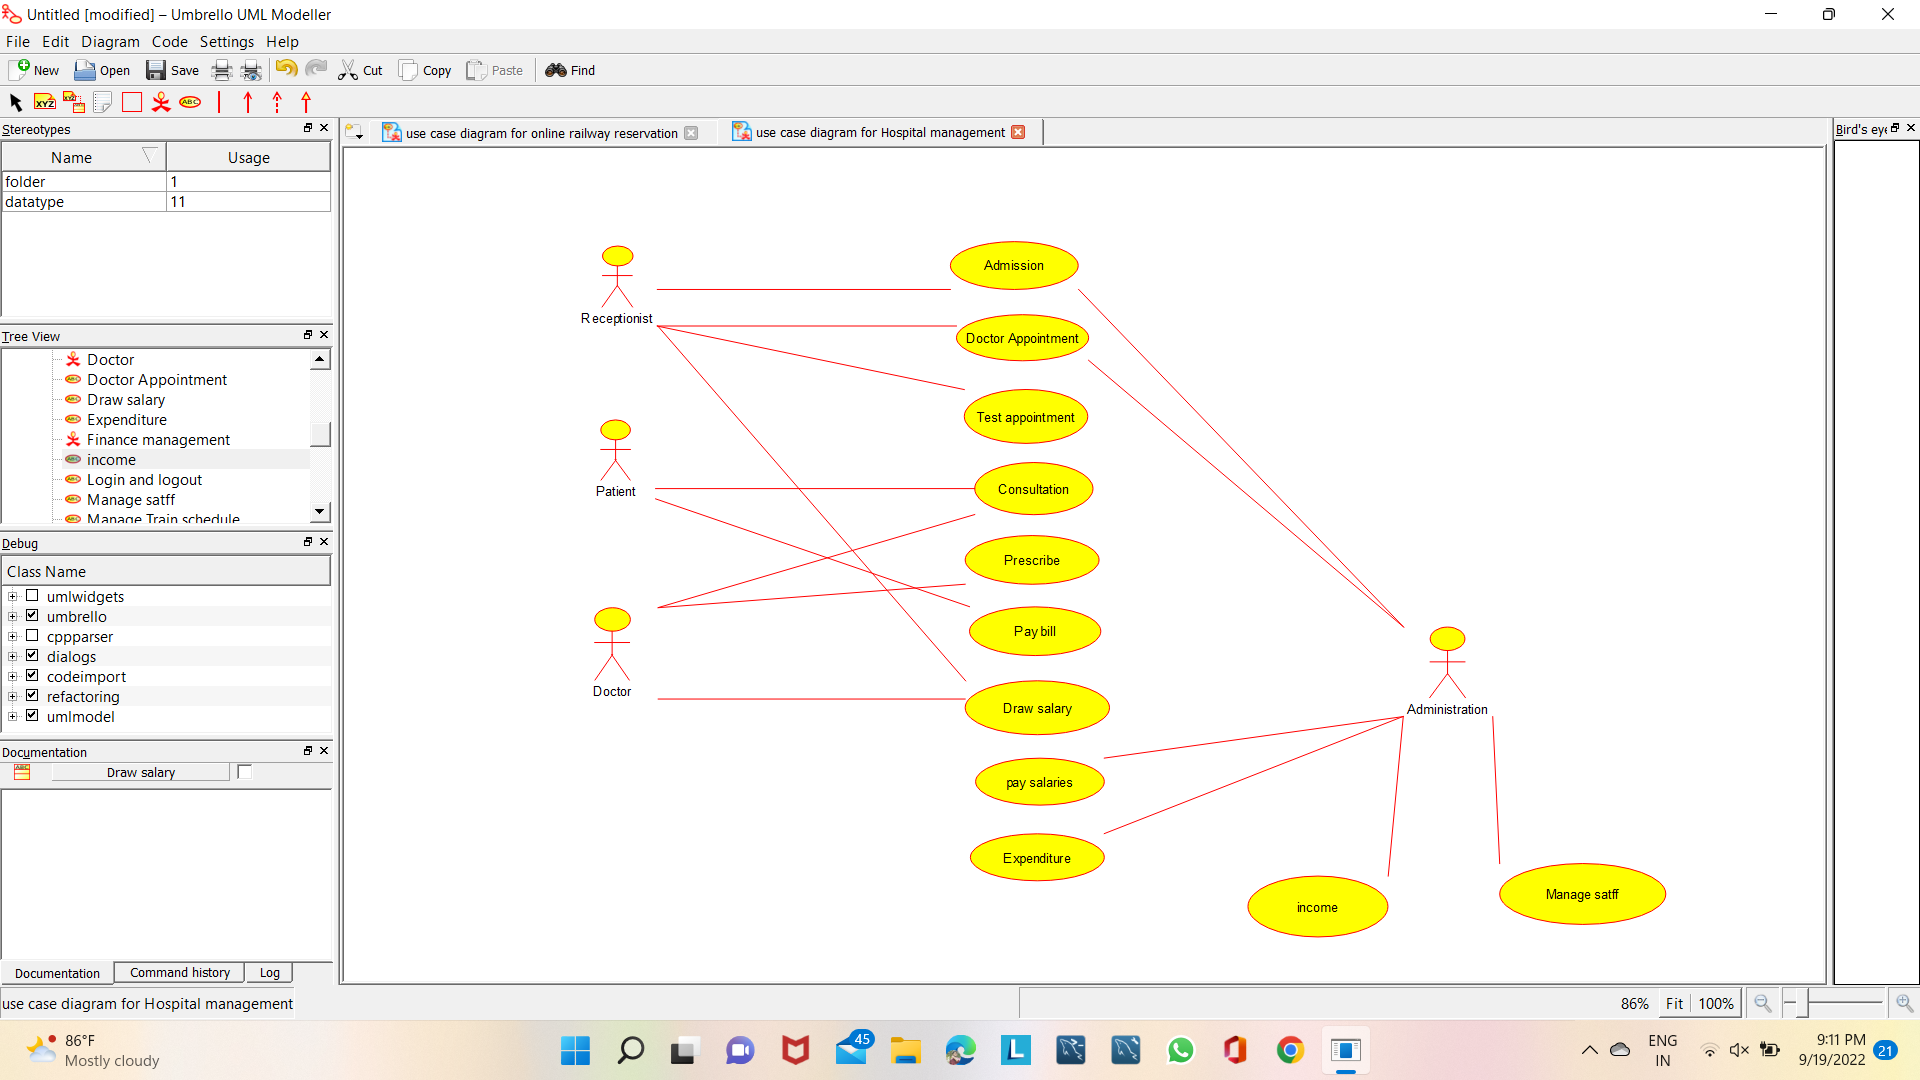 Untitled [modified] – Umbrello UML Modeller
File Edit Diagram Code Settings Help
New Open Save Cut Copy Paste Find
XYZ XYZ ABC
Stereotypes
Name Usage
folder 1
datatype 11
Tree View
Doctor
Doctor Appointment
Draw salary
Expenditure
Finance management
income
Login and logout
Manage satff
Manage Train schedule
Debug
Class Name
umlwidgets
umbrello
cppparser
dialogs
codeimport
refactoring
umlmodel
Documentation
Draw salary
Documentation Command history Log
use case diagram for Hospital management
use case diagram for online railway reservation
use case diagram for Hospital management
Receptionist
Patient
Doctor
Admission
Doctor Appointment
Test appointment
Consultation
Prescribe
Pay bill
Draw salary
pay salaries
Expenditure
Administration
income
Manage satff
Bird's eye
86% Fit 100%
86°F
Mostly cloudy
45
L
ENG
IN
9:11 PM
9/19/2022
21